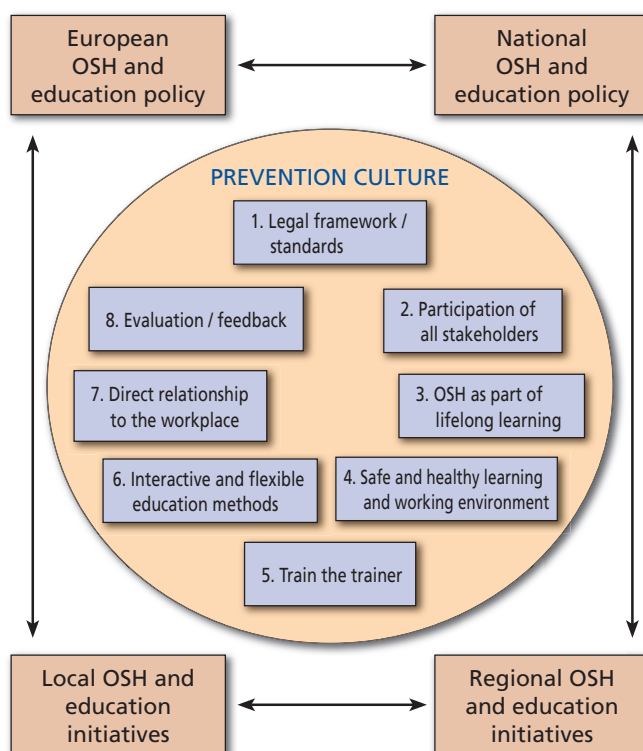 European
OSH and
education policy
National
OSH and
education policy
PREVENTION CULTURE
1. Legal framework /
standards
2. Participation of
all stakeholders
3. OSH as part of
lifelong learning
4. Safe and healthy learning
and working environment
5. Train the trainer
6. Interactive and flexible
education methods
7. Direct relationship
to the workplace
8. Evaluation / feedback
Local OSH and
education
initiatives
Regional OSH
and education
initiatives